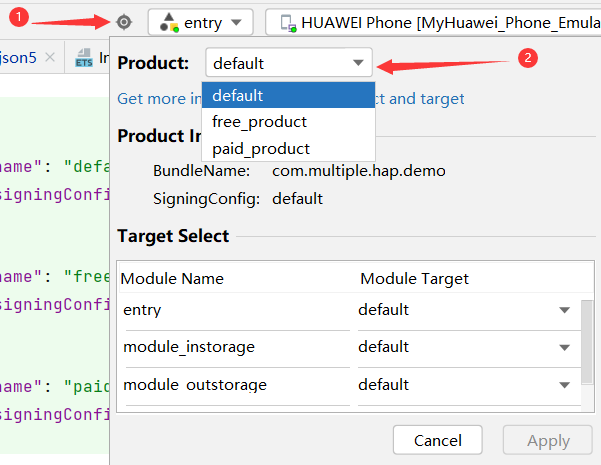 1
entry
HUAWEI Phone [MyHuawei_Phone_Emula
json5
ETS
In
Product:
default
2
default
free_product
paid_product
Get more in
ct and target
Product In
BundleName: com.multiple.hap.demo
SigningConfig: default
name": "defa
signingConfi
name": "free
signingConfi
name": "paid
signingConfi
Target Select
Module Name Module Target
entry default
module_instorage default
module_outstorage default
Cancel Apply